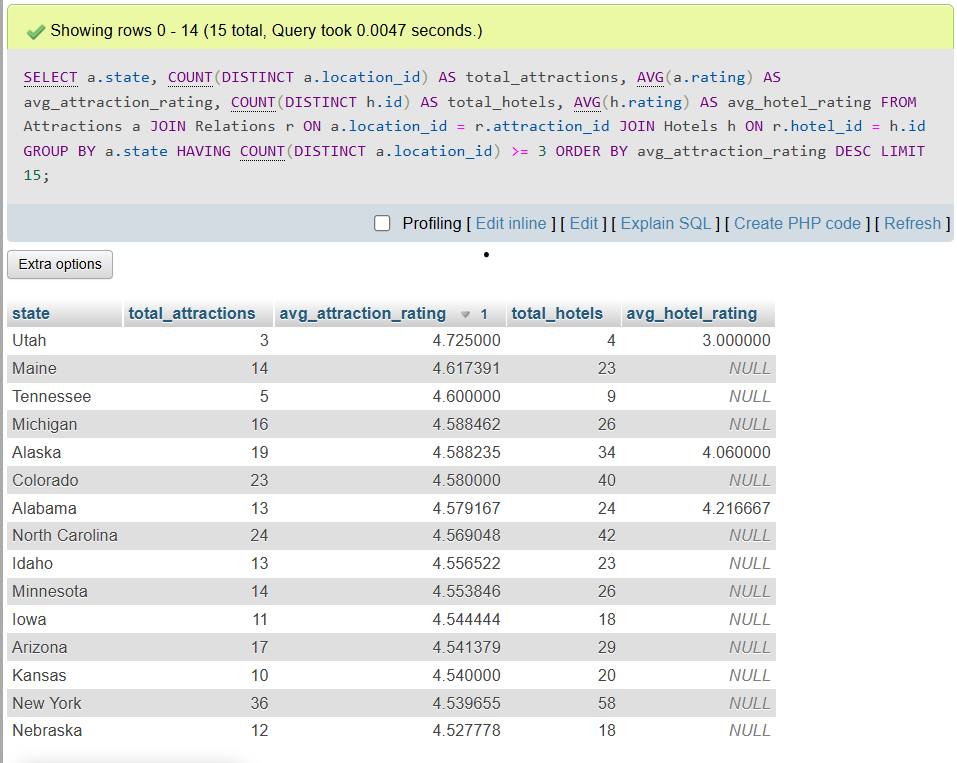 Showing rows 0 - 14 (15 total, Query took 0.0047 seconds.)
SELECT a.state, COUNT(DISTINCT a.location_id) AS total_attractions, AVG(a.rating) AS
avg_attraction_rating, COUNT(DISTINCT h.id) AS total_hotels, AVG(h.rating) AS avg_hotel_rating FROM
Attractions a JOIN Relations r ON a.location_id = r.attraction_id JOIN Hotels h ON r.hotel_id = h.id
GROUP BY a.state HAVING COUNT(DISTINCT a.location_id) >= 3 ORDER BY avg_attraction_rating DESC LIMIT
15;
Profiling [ Edit inline ] [ Edit ] [ Explain SQL ] [ Create PHP code ] [ Refresh ]
Extra options
state total_attractions avg_attraction_rating 1 total_hotels avg_hotel_rating
Utah 3 4.725000 4 3.000000
Maine 14 4.617391 23 NULL
Tennessee 5 4.600000 9 NULL
Michigan 16 4.588462 26 NULL
Alaska 19 4.588235 34 4.060000
Colorado 23 4.580000 40 NULL
Alabama 13 4.579167 24 4.216667
North Carolina 24 4.569048 42 NULL
Idaho 13 4.556522 23 NULL
Minnesota 14 4.553846 26 NULL
Iowa 11 4.544444 18 NULL
Arizona 17 4.541379 29 NULL
Kansas 10 4.540000 20 NULL
New York 36 4.539655 58 NULL
Nebraska 12 4.527778 18 NULL